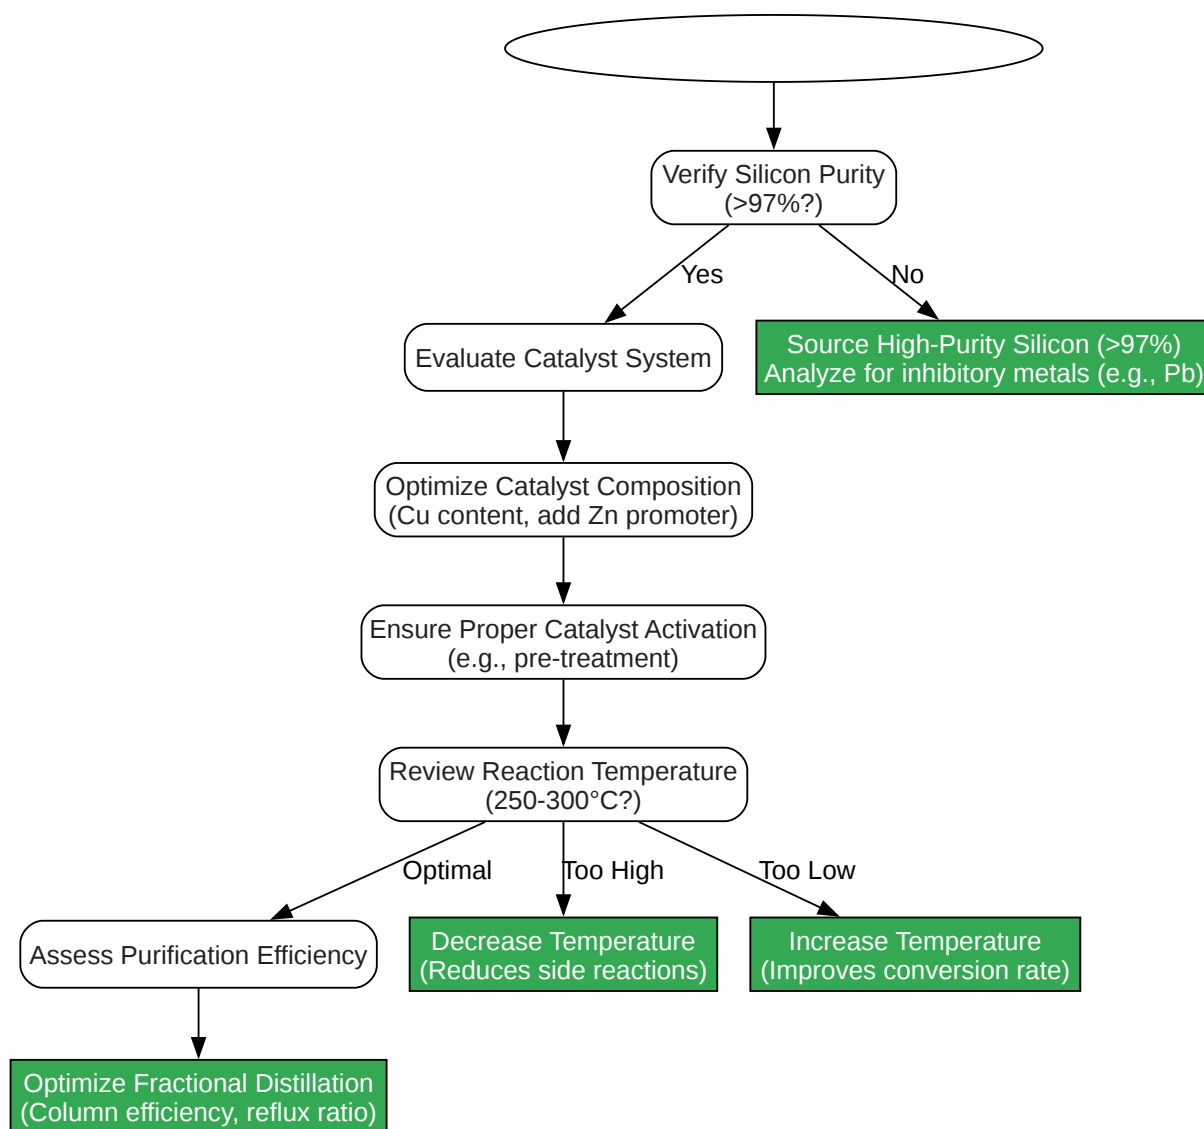 Verify Silicon Purity
(>97%?)
Yes
No
Evaluate Catalyst System
Source High-Purity Silicon (>97%)
Analyze for inhibitory metals (e.g., Pb)
Optimize Catalyst Composition
(Cu content, add Zn promoter)
Ensure Proper Catalyst Activation
(e.g., pre-treatment)
Review Reaction Temperature
(250-300°C?)
Optimal
Too High
Too Low
Assess Purification Efficiency
Decrease Temperature
(Reduces side reactions)
Increase Temperature
(Improves conversion rate)
Optimize Fractional Distillation
(Column efficiency, reflux ratio)